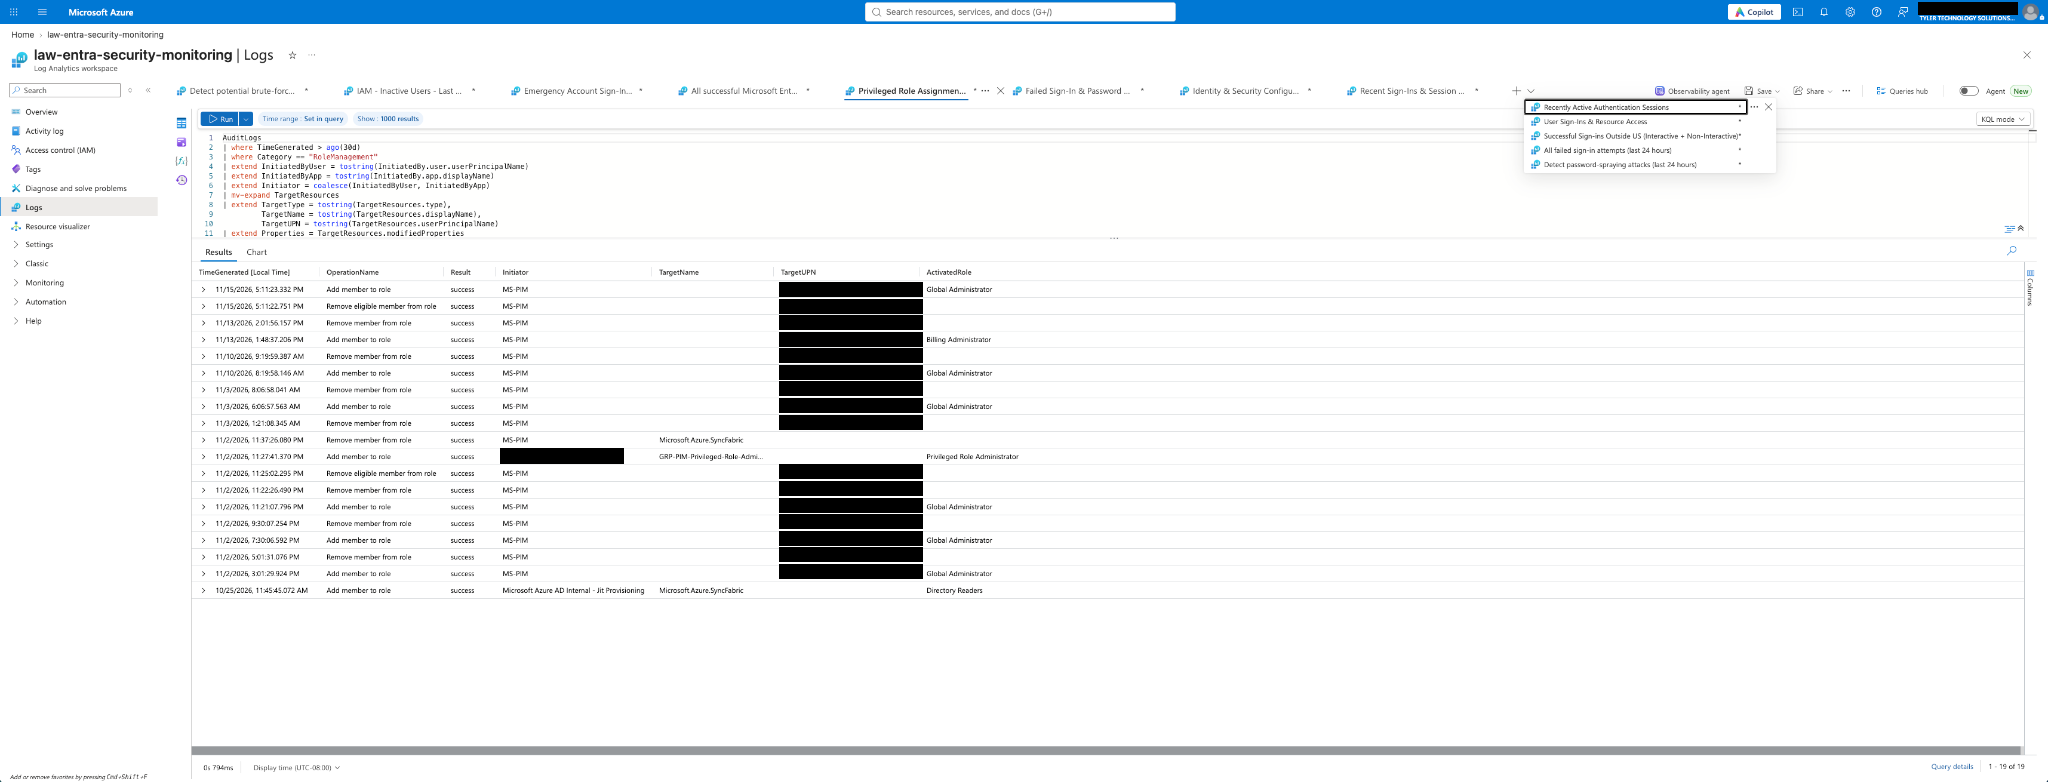 Microsoft Azure
Search resources, services, and docs (G+/)
Copilot
TYLER TECHNOLOGY SOLUTIONS...
Home › law-entra-security-monitoring
law-entra-security-monitoring | Logs
Log Analytics workspace
Search
Overview
Activity log
Access control (IAM)
Tags
Diagnose and solve problems
Logs
Resource visualizer
Settings
Classic
Monitoring
Automation
Help
Add or remove favorites by pressing Cmd+Shift+F
Detect potential brute-forc... *
IAM - Inactive Users - Last ... *
Emergency Account Sign-In... *
All successful Microsoft Ent... *
Privileged Role Assignmen... *
Failed Sign-In & Password ... *
Identity & Security Configu... *
Recent Sign-Ins & Session ... *
Observability agent
Save
Share
Queries hub
Agent
New
Recently Active Authentication Sessions *
User Sign-Ins & Resource Access *
Successful Sign-ins Outside US (Interactive + Non-Interactive)*
All failed sign-in attempts (last 24 hours) *
Detect password-spraying attacks (last 24 hours) *
Run
Time range : Set in query
Show : 1000 results
KQL mode
1 AuditLogs
2 | where TimeGenerated > ago(30d)
3 | where Category == "RoleManagement"
4 | extend InitiatedByUser = tostring(InitiatedBy.user.userPrincipalName)
5 | extend InitiatedByApp = tostring(InitiatedBy.app.displayName)
6 | extend Initiator = coalesce(InitiatedByUser, InitiatedByApp)
7 | mv-expand TargetResources
8 | extend TargetType = tostring(TargetResources.type),
9 TargetName = tostring(TargetResources.displayName),
10 TargetUPN = tostring(TargetResources.userPrincipalName)
11 | extend Properties = TargetResources.modifiedProperties
Results Chart
TimeGenerated [Local Time] OperationName Result Initiator TargetName TargetUPN ActivatedRole
11/15/2026, 5:11:23.332 PM Add member to role success MS-PIM Global Administrator
11/15/2026, 5:11:22.751 PM Remove eligible member from role success MS-PIM
11/13/2026, 2:01:56.157 PM Remove member from role success MS-PIM
11/13/2026, 1:48:37.206 PM Add member to role success MS-PIM Billing Administrator
11/10/2026, 9:19:59.387 AM Remove member from role success MS-PIM
11/10/2026, 8:19:58.146 AM Add member to role success MS-PIM Global Administrator
11/3/2026, 8:06:58.041 AM Remove member from role success MS-PIM
11/3/2026, 6:06:57.563 AM Add member to role success MS-PIM Global Administrator
11/3/2026, 1:21:08.345 AM Remove member from role success MS-PIM
11/2/2026, 11:37:26.080 PM Remove member from role success MS-PIM Microsoft.Azure.SyncFabric
11/2/2026, 11:27:41.370 PM Add member to role success GRP-PIM-Privileged-Role-Admi... Privileged Role Administrator
11/2/2026, 11:25:02.295 PM Remove eligible member from role success MS-PIM
11/2/2026, 11:22:26.490 PM Remove member from role success MS-PIM
11/2/2026, 11:21:07.796 PM Add member to role success MS-PIM Global Administrator
11/2/2026, 9:30:07.254 PM Remove member from role success MS-PIM
11/2/2026, 7:30:06.592 PM Add member to role success MS-PIM Global Administrator
11/2/2026, 5:01:31.076 PM Remove member from role success MS-PIM
11/2/2026, 3:01:29.924 PM Add member to role success MS-PIM Global Administrator
10/25/2026, 11:45:45.072 AM Add member to role success Microsoft Azure AD Internal - Jit Provisioning Microsoft.Azure.SyncFabric Directory Readers
Columns
0s 794ms
Display time (UTC-08:00)
Query details
1 - 19 of 19